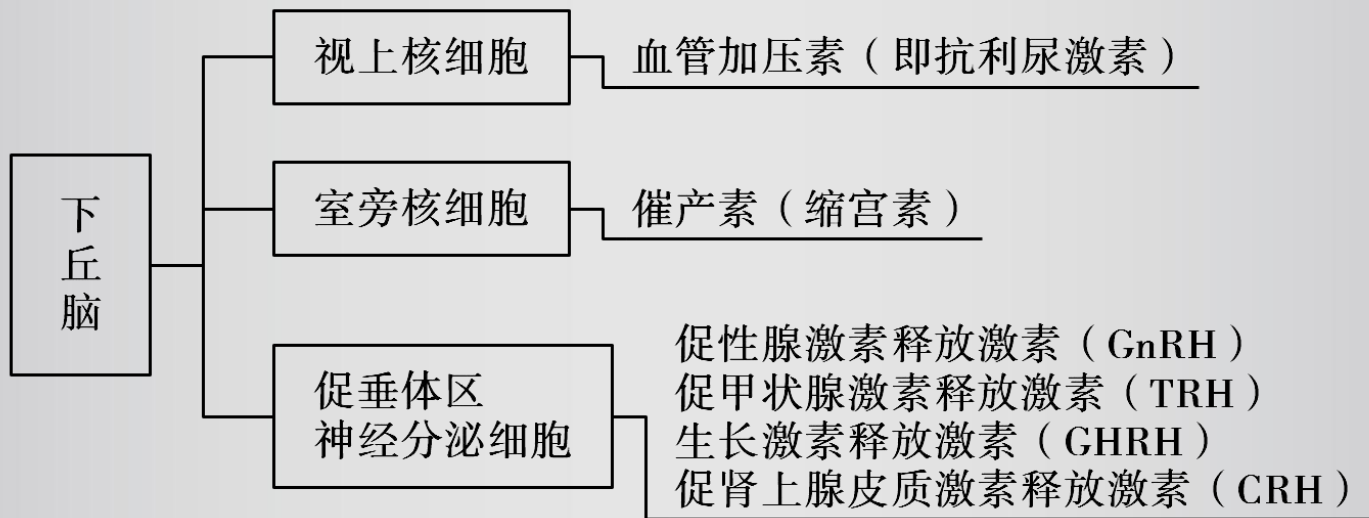 下丘脑
视上核细胞
血管加压素（即抗利尿激素）
室旁核细胞
催产素（缩宫素）
促垂体区
神经分泌细胞
促性腺激素释放激素（GnRH）
促甲状腺激素释放激素（TRH）
生长激素释放激素（GHRH）
促肾上腺皮质激素释放激素（CRH）